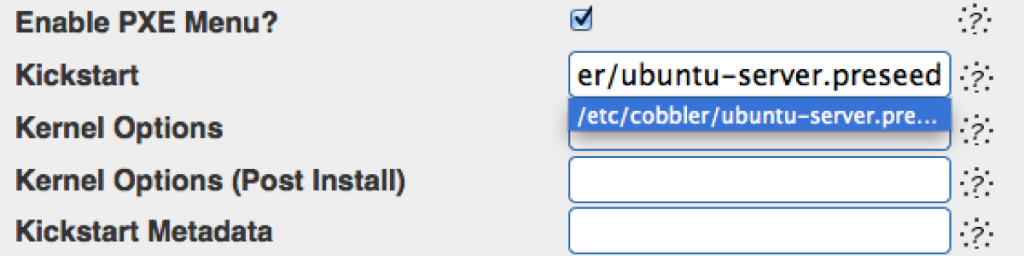 Enable PXE Menu? ?
Kickstart er/ubuntu-server.preseed ?
/etc/cobbler/ubuntu-server.pre...
Kernel Options ?
Kernel Options (Post Install) ?
Kickstart Metadata ?